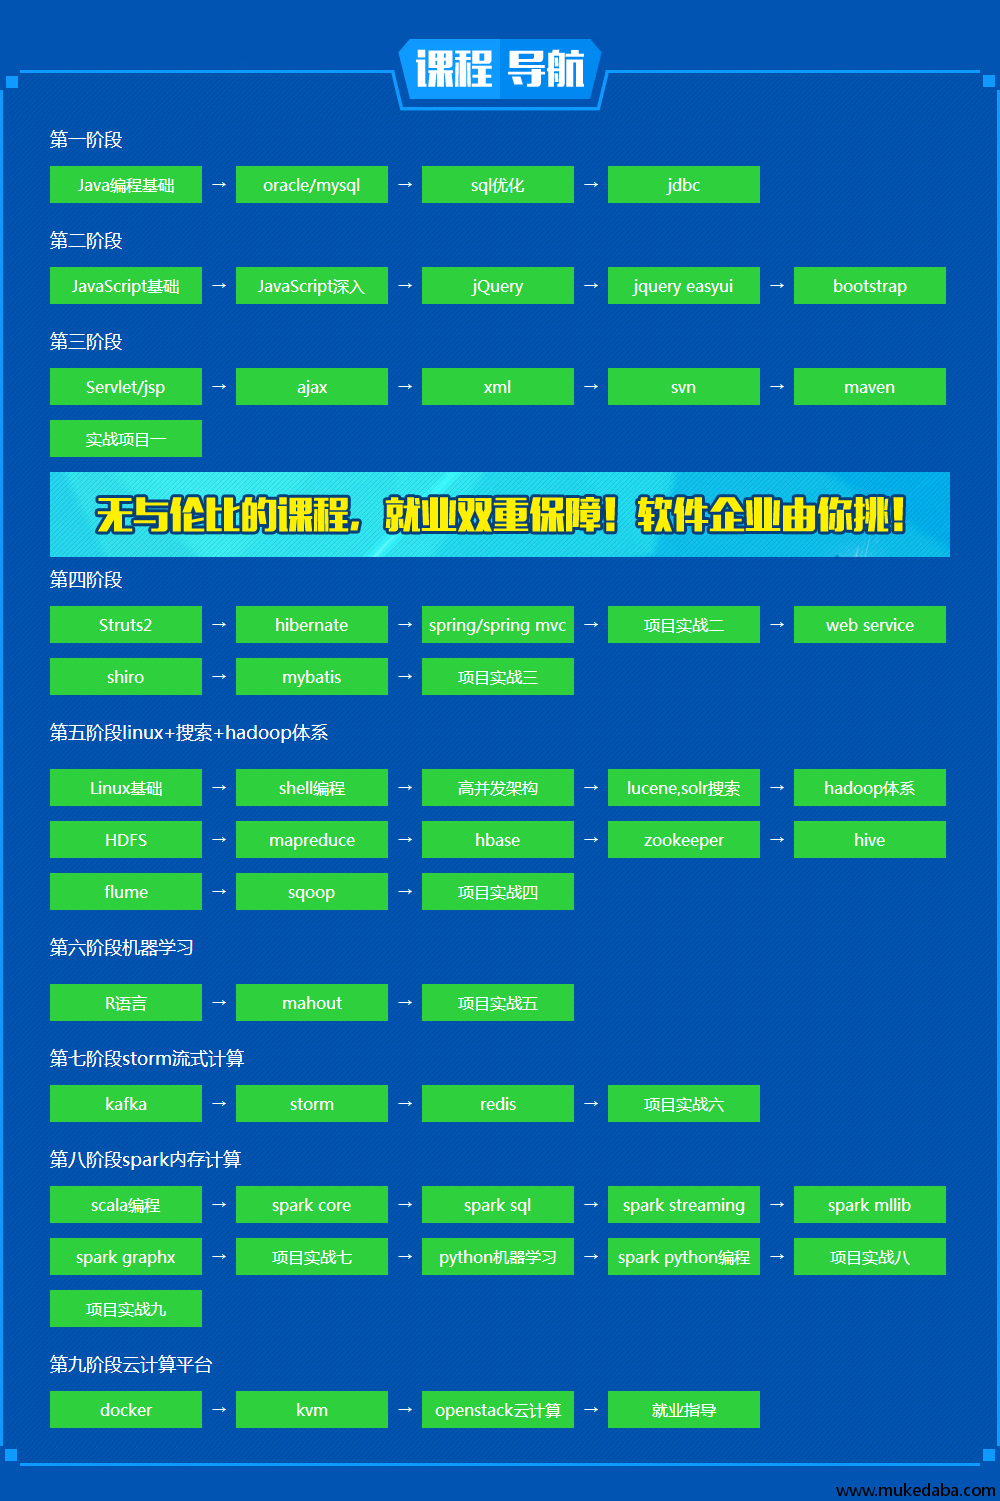 课程 导航
第一阶段
Java编程基础 → oracle/mysql → sql优化 → jdbc
第二阶段
JavaScript基础 → JavaScript深入 → jQuery → jquery easyui → bootstrap
第三阶段
Servlet/jsp → ajax → xml → svn → maven
实战项目一
无与伦比的课程，就业双重保障！软件企业由你挑！
第四阶段
Struts2 → hibernate → spring/spring mvc → 项目实战二 → web service
shiro → mybatis → 项目实战三
第五阶段linux+搜索+hadoop体系
Linux基础 → shell编程 → 高并发架构 → lucene,solr搜索 → hadoop体系
HDFS → mapreduce → hbase → zookeeper → hive
flume → sqoop → 项目实战四
第六阶段机器学习
R语言 → mahout → 项目实战五
第七阶段storm流式计算
kafka → storm → redis → 项目实战六
第八阶段spark内存计算
scala编程 → spark core → spark sql → spark streaming → spark mllib
spark graphx → 项目实战七 → python机器学习 → spark python编程 → 项目实战八
项目实战九
第九阶段云计算平台
docker → kvm → openstack云计算 → 就业指导
www.mukedaba.com